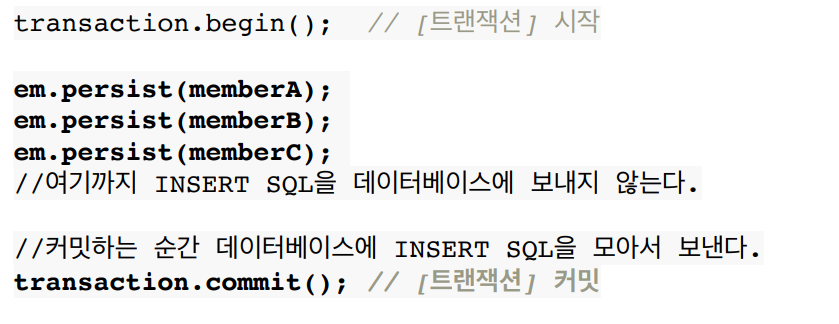 transaction.begin(); // [트랜잭션] 시작
em.persist(memberA);
em.persist(memberB);
em.persist(memberC);
//여기까지 INSERT SQL을 데이터베이스에 보내지 않는다.
//커밋하는 순간 데이터베이스에 INSERT SQL을 모아서 보낸다.
transaction.commit(); // [트랜잭션] 커밋